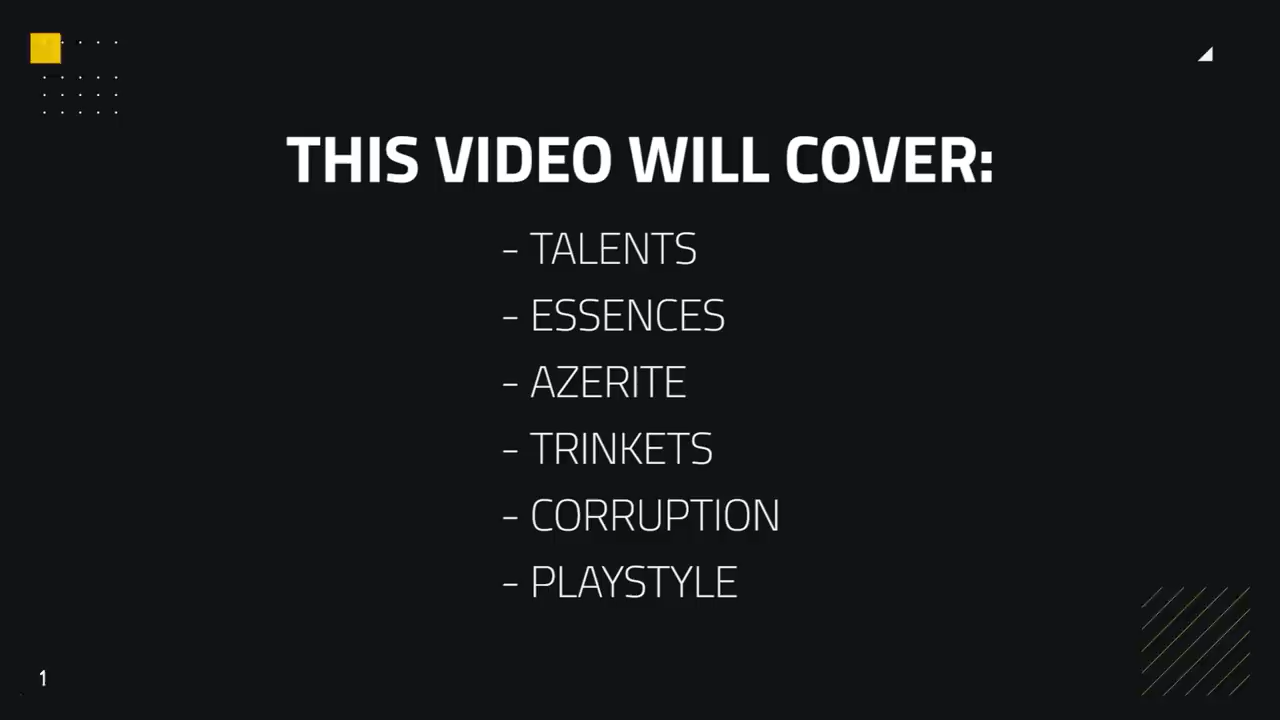 THIS VIDEO WILL COVER:
- TALENTS
- ESSENCES
- AZERITE
- TRINKETS
- CORRUPTION
- PLAYSTYLE
1